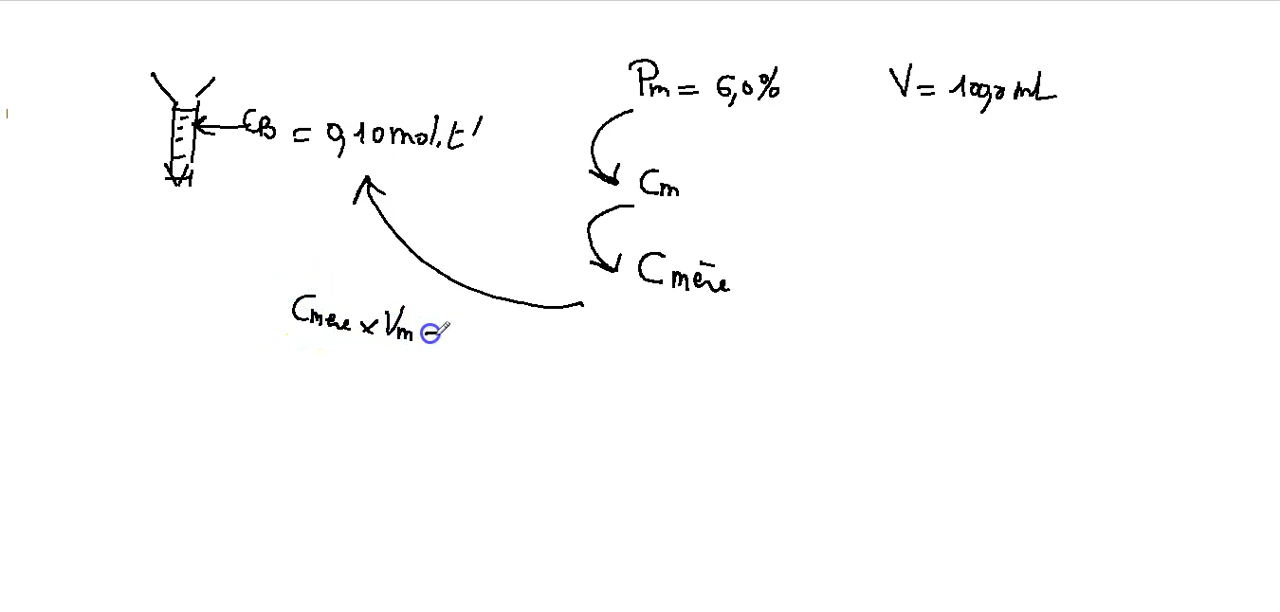 Pm = 6,0% V = 100,0 mL
CB = 0,10 mol.L⁻¹
Cm
Cmère
Cmère × Vm =